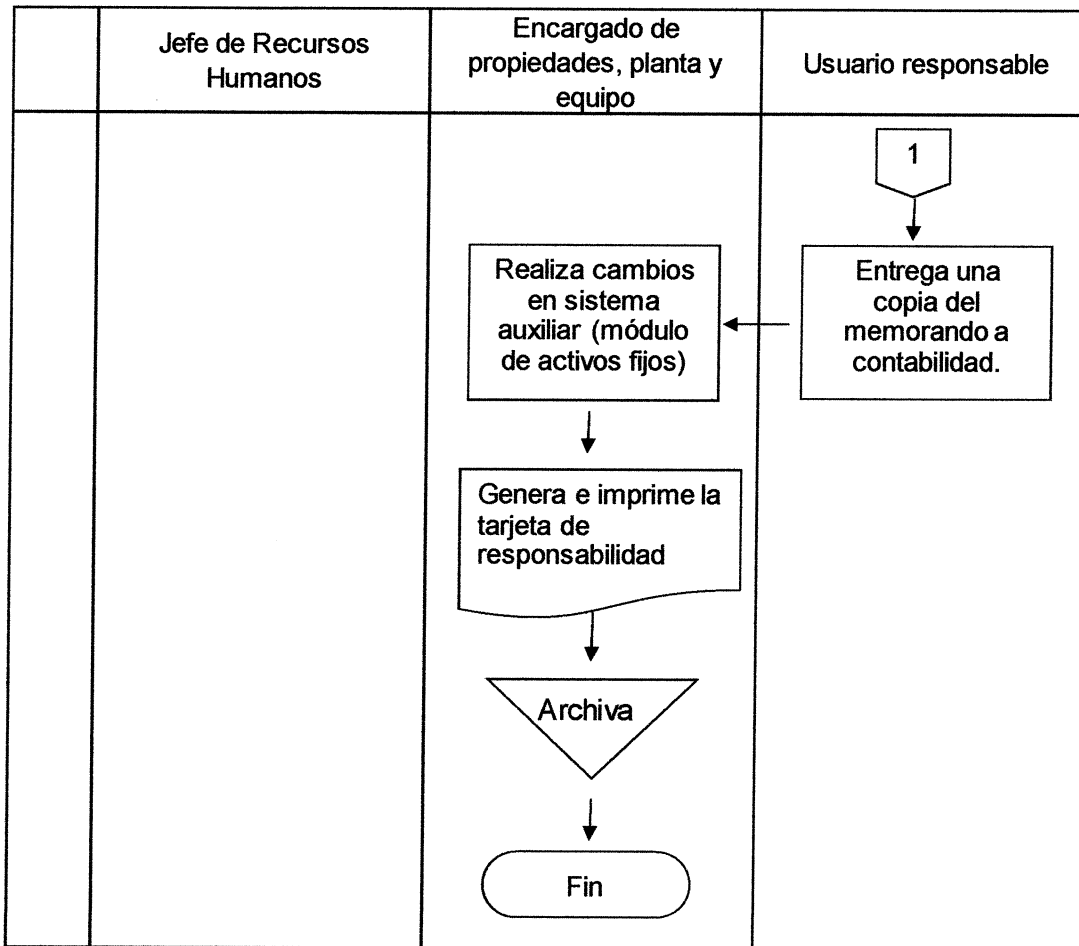 Jefe de Recursos
Humanos
Encargado de
propiedades, planta y
equipo
Usuario responsable
1
Entrega una
copia del
memorando a
contabilidad.
Realiza cambios
en sistema
auxiliar (módulo
de activos fijos)
Genera e imprime la
tarjeta de
responsabilidad
Archiva
Fin